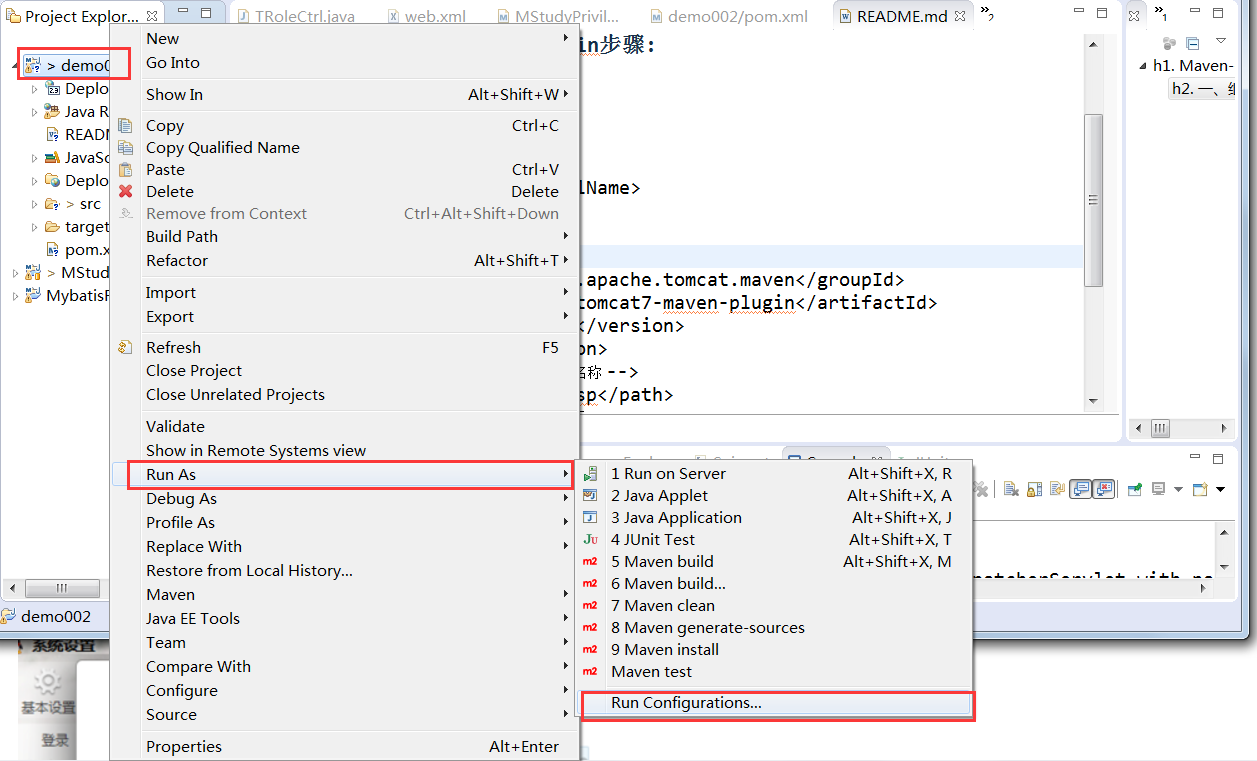 Project Explor...
TRoleCtrl.java
web.xml
MStudyPrivil...
demo002/pom.xml
README.md
2
1
> demo0
Deplo
Java R
READM
JavaSc
Deplo
> src
target
pom.x
> MStud
MybatisF
demo002
New
Go Into
Show In Alt+Shift+W
Copy Ctrl+C
Copy Qualified Name
Paste Ctrl+V
Delete Delete
Remove from Context Ctrl+Alt+Shift+Down
Build Path
Refactor Alt+Shift+T
Import
Export
Refresh F5
Close Project
Close Unrelated Projects
Validate
Show in Remote Systems view
Run As
Debug As
Profile As
Replace With
Restore from Local History...
Maven
Java EE Tools
Team
Compare With
Configure
Source
Properties Alt+Enter
1 Run on Server Alt+Shift+X, R
2 Java Applet Alt+Shift+X, A
3 Java Application Alt+Shift+X, J
4 JUnit Test Alt+Shift+X, T
5 Maven build Alt+Shift+X, M
6 Maven build...
7 Maven clean
8 Maven generate-sources
9 Maven install
Maven test
Run Configurations...
in步骤:
lName>
.apache.tomcat.maven</groupId>
tomcat7-maven-plugin</artifactId>
</version>
on>
名称 -->
sp</path>
h1. Maven-
h2. 一、
系统设置
基本设置
登录